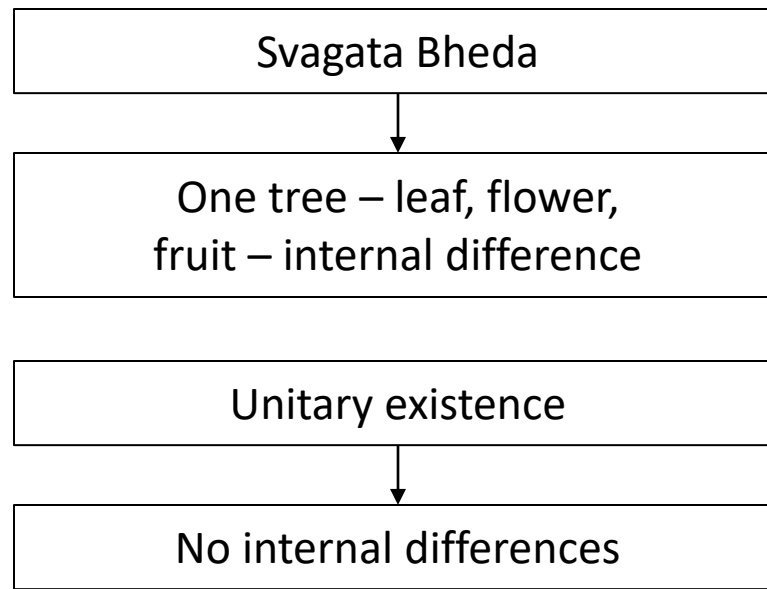 Svagata Bheda
One tree – leaf, flower,
fruit – internal difference
Unitary existence
No internal differences